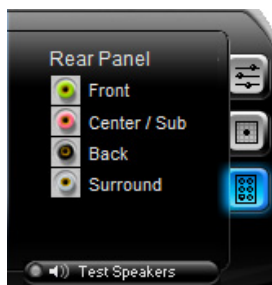 Rear Panel
Front
Center / Sub
Back
Surround
Test Speakers